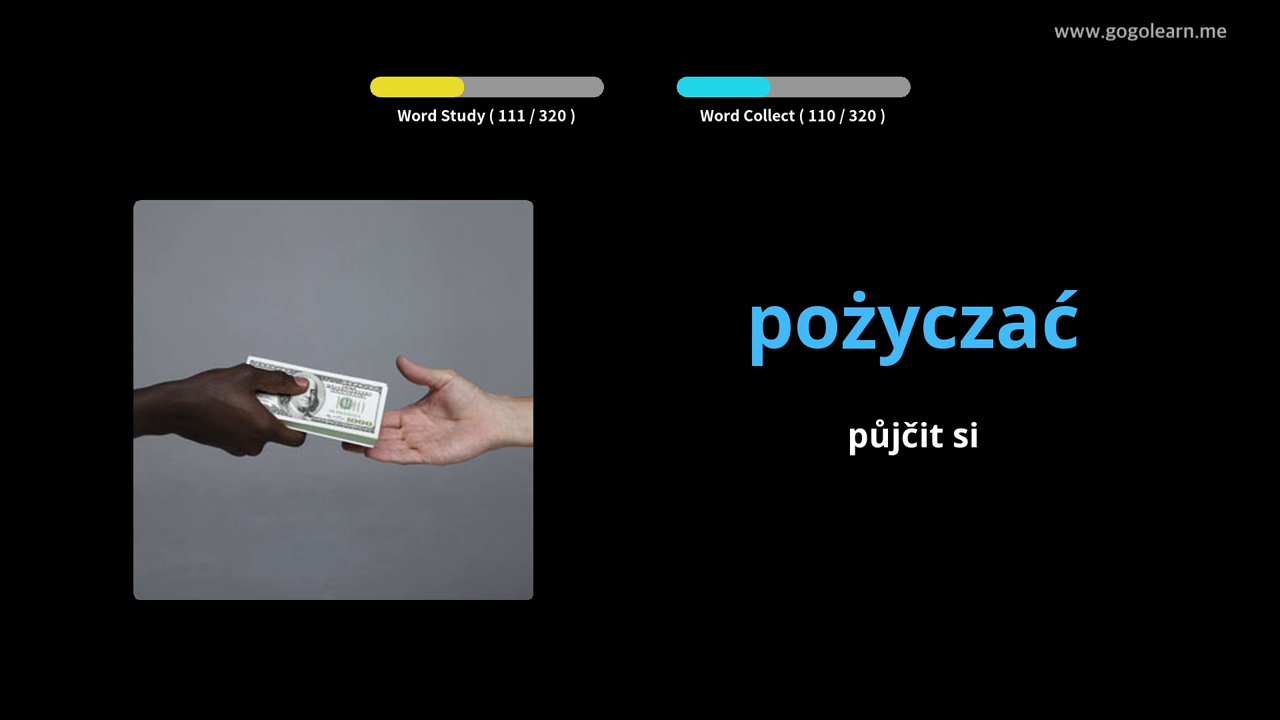 www.gogolearn.me
Word Study ( 111 / 320 )
Word Collect ( 110 / 320 )
pożyczać
půjčit si